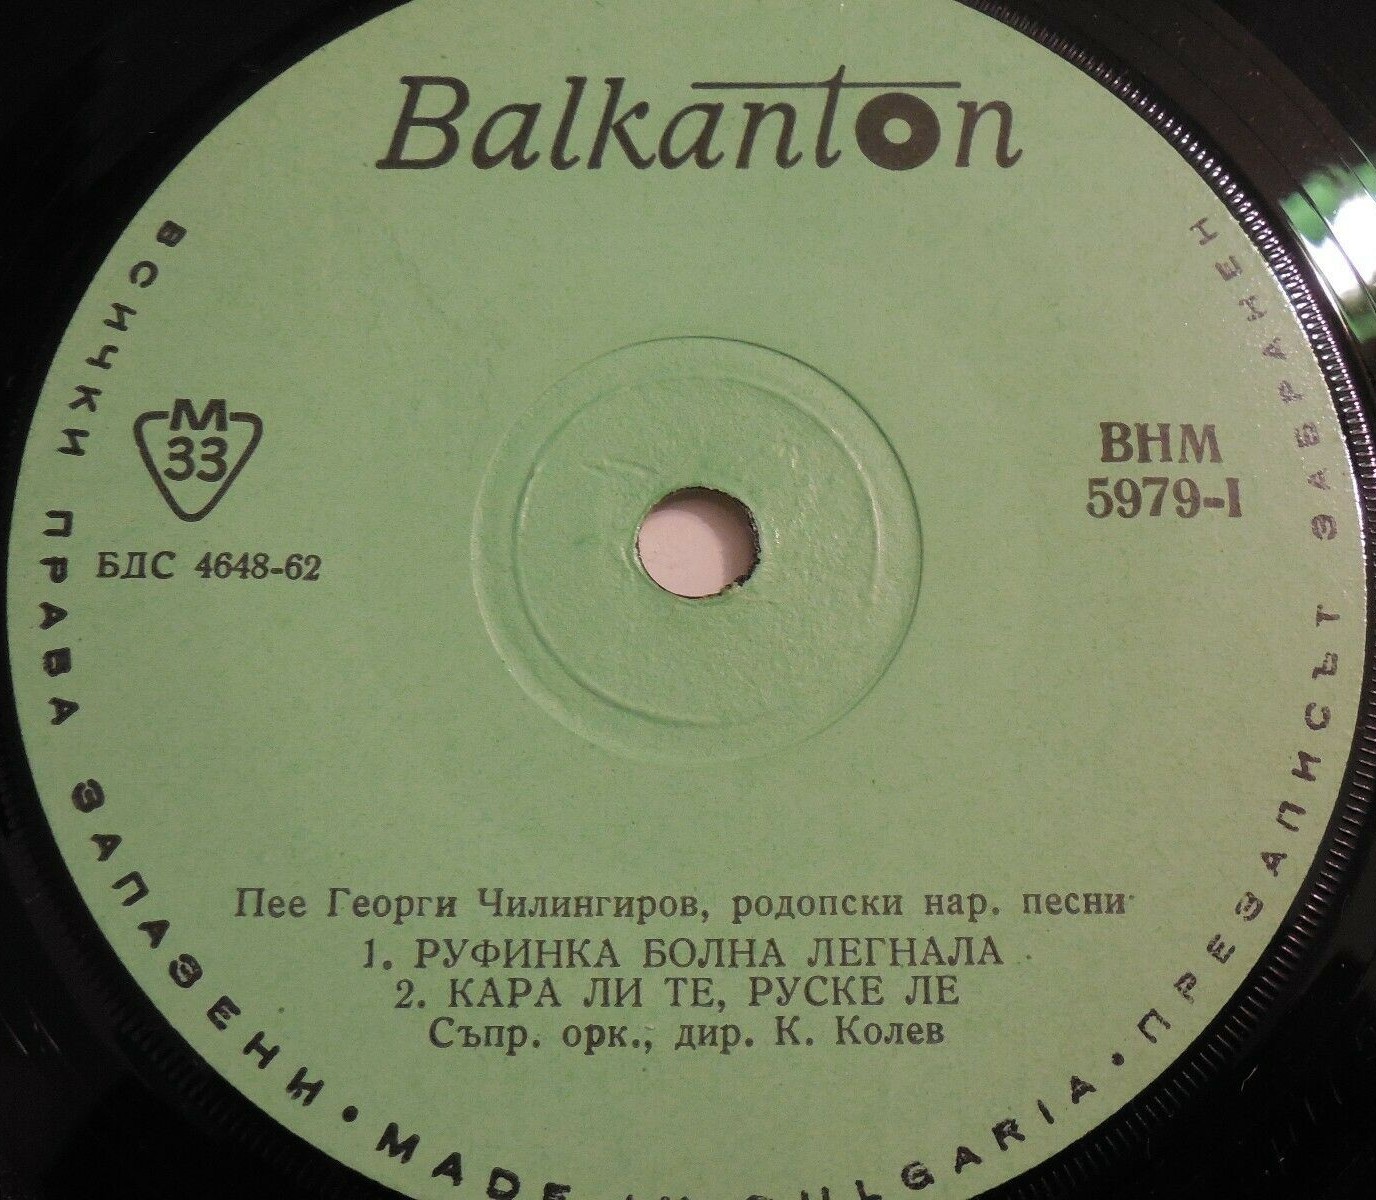 Balkanton
ВСИЧКИ ПРАВА ЗАПАЗЕНИ • MADE IN BULGARIA • ПРЕЗАПИСЪТ ЗАБРАНЕН
М
33
БДС 4648-62
ВНМ
5979-I
Пее Георги Чилингиров, родопски нар. песни
1. РУФИНКА БОЛНА ЛЕГНАЛА
2. КАРА ЛИ ТЕ, РУСКЕ ЛЕ
Съпр. орк., дир. К. Колев